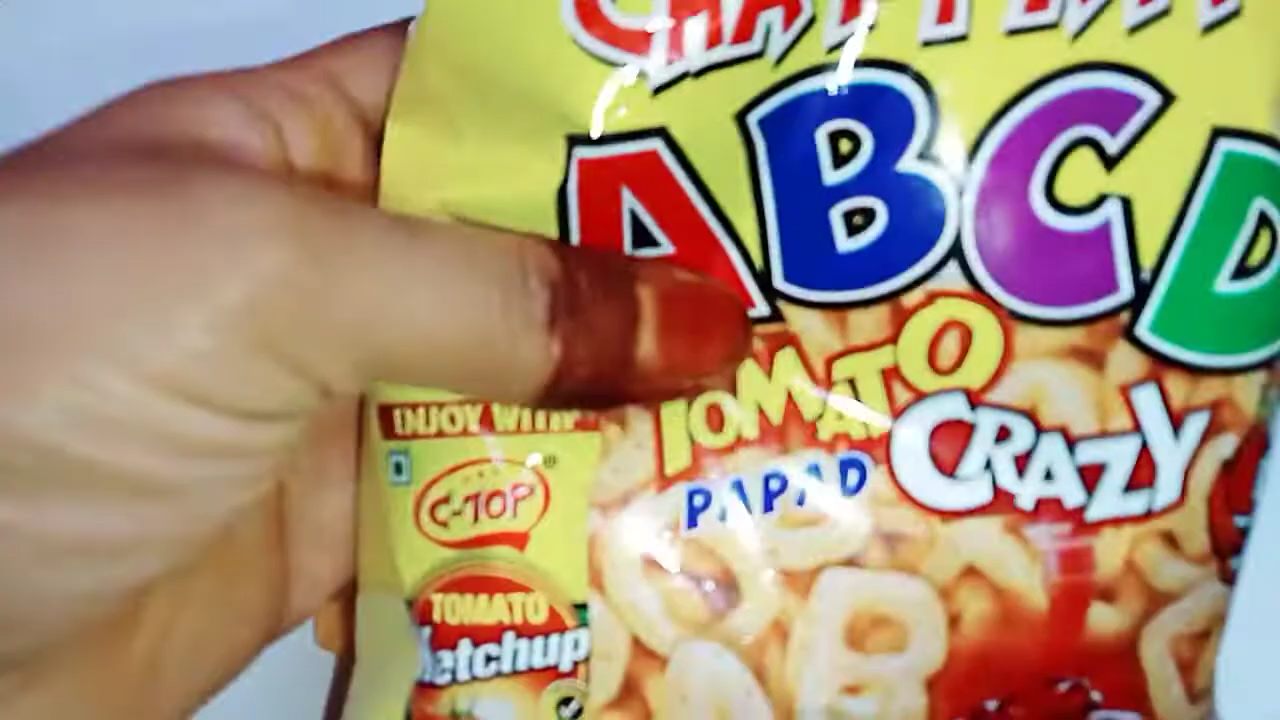 ABCD
TOMATO
CRAZY
PAPAD
ENJOY WITH
C-TOP®
TOMATO
Ketchup